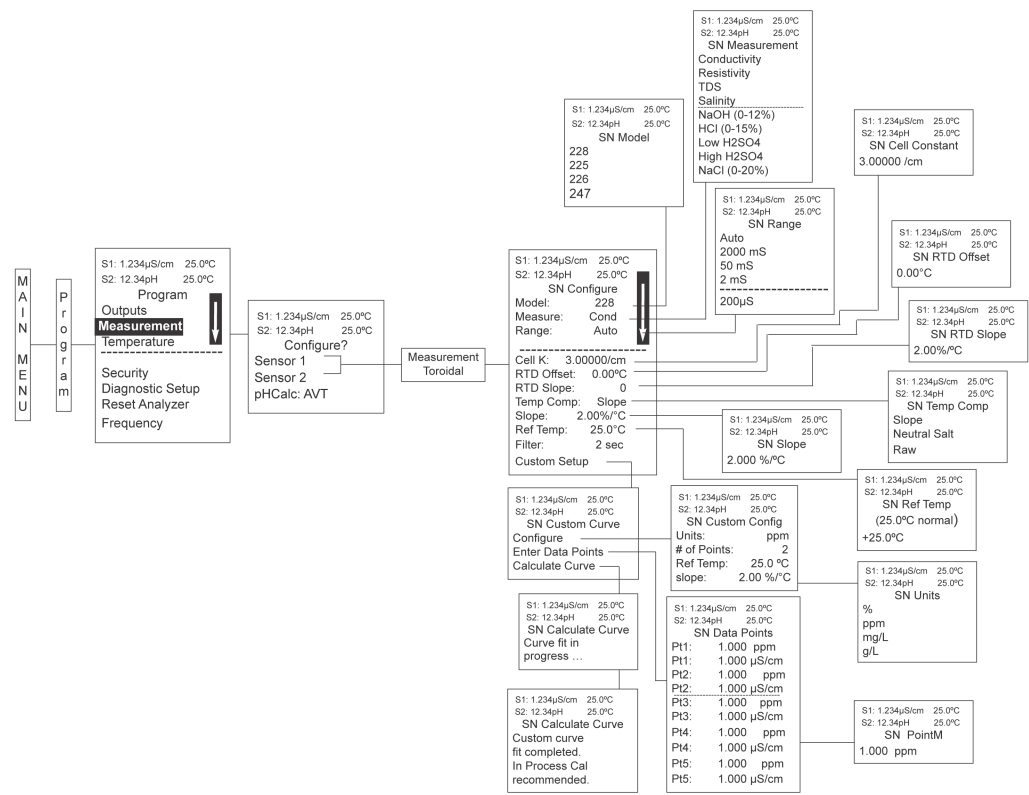 MAIN MENU
Program
S1: 1.234µS/cm 25.0ºC
S2: 12.34pH 25.0ºC
Program
Outputs
Measurement
Temperature
Security
Diagnostic Setup
Reset Analyzer
Frequency
S1: 1.234µS/cm 25.0ºC
S2: 12.34pH 25.0ºC
Configure?
Sensor 1
Sensor 2
pHCalc: AVT
Measurement
Toroidal
S1: 1.234µS/cm 25.0ºC
S2: 12.34pH 25.0ºC
SN Configure
Model: 228
Measure: Cond
Range: Auto
Cell K: 3.00000/cm
RTD Offset: 0.00ºC
RTD Slope: 0
Temp Comp: Slope
Slope: 2.00%/°C
Ref Temp: 25.0°C
Filter: 2 sec
Custom Setup
S1: 1.234µS/cm 25.0ºC
S2: 12.34pH 25.0ºC
SN Model
228
225
226
247
S1: 1.234µS/cm 25.0ºC
S2: 12.34pH 25.0ºC
SN Measurement
Conductivity
Resistivity
TDS
Salinity
NaOH (0-12%)
HCl (0-15%)
Low H2SO4
High H2SO4
NaCl (0-20%)
S1: 1.234µS/cm 25.0ºC
S2: 12.34pH 25.0ºC
SN Range
Auto
2000 mS
50 mS
2 mS
200µS
S1: 1.234µS/cm 25.0ºC
S2: 12.34pH 25.0ºC
SN Cell Constant
3.00000 /cm
S1: 1.234µS/cm 25.0ºC
S2: 12.34pH 25.0ºC
SN RTD Offset
0.00°C
S1: 1.234µS/cm 25.0ºC
S2: 12.34pH 25.0ºC
SN RTD Slope
2.00%/ºC
S1: 1.234µS/cm 25.0ºC
S2: 12.34pH 25.0ºC
SN Temp Comp
Slope
Neutral Salt
Raw
S1: 1.234µS/cm 25.0ºC
S2: 12.34pH 25.0ºC
SN Slope
2.000 %/ºC
S1: 1.234µS/cm 25.0ºC
S2: 12.34pH 25.0ºC
SN Ref Temp
(25.0ºC normal)
+25.0ºC
S1: 1.234µS/cm 25.0ºC
S2: 12.34pH 25.0ºC
SN Custom Curve
Configure
Enter Data Points
Calculate Curve
S1: 1.234µS/cm 25.0ºC
S2: 12.34pH 25.0ºC
SN Custom Config
Units: ppm
# of Points: 2
Ref Temp: 25.0 ºC
slope: 2.00 %/°C
S1: 1.234µS/cm 25.0ºC
S2: 12.34pH 25.0ºC
SN Units
%
ppm
mg/L
g/L
S1: 1.234µS/cm 25.0ºC
S2: 12.34pH 25.0ºC
SN Calculate Curve
Curve fit in
progress ...
S1: 1.234µS/cm 25.0ºC
S2: 12.34pH 25.0ºC
SN Data Points
Pt1: 1.000 ppm
Pt1: 1.000 µS/cm
Pt2: 1.000 ppm
Pt2: 1.000 µS/cm
Pt3: 1.000 ppm
Pt3: 1.000 µS/cm
Pt4: 1.000 ppm
Pt4: 1.000 µS/cm
Pt5: 1.000 ppm
Pt5: 1.000 µS/cm
S1: 1.234µS/cm 25.0ºC
S2: 12.34pH 25.0ºC
SN Calculate Curve
Custom curve
fit completed.
In Process Cal
recommended.
S1: 1.234µS/cm 25.0ºC
S2: 12.34pH 25.0ºC
SN PointM
1.000 ppm